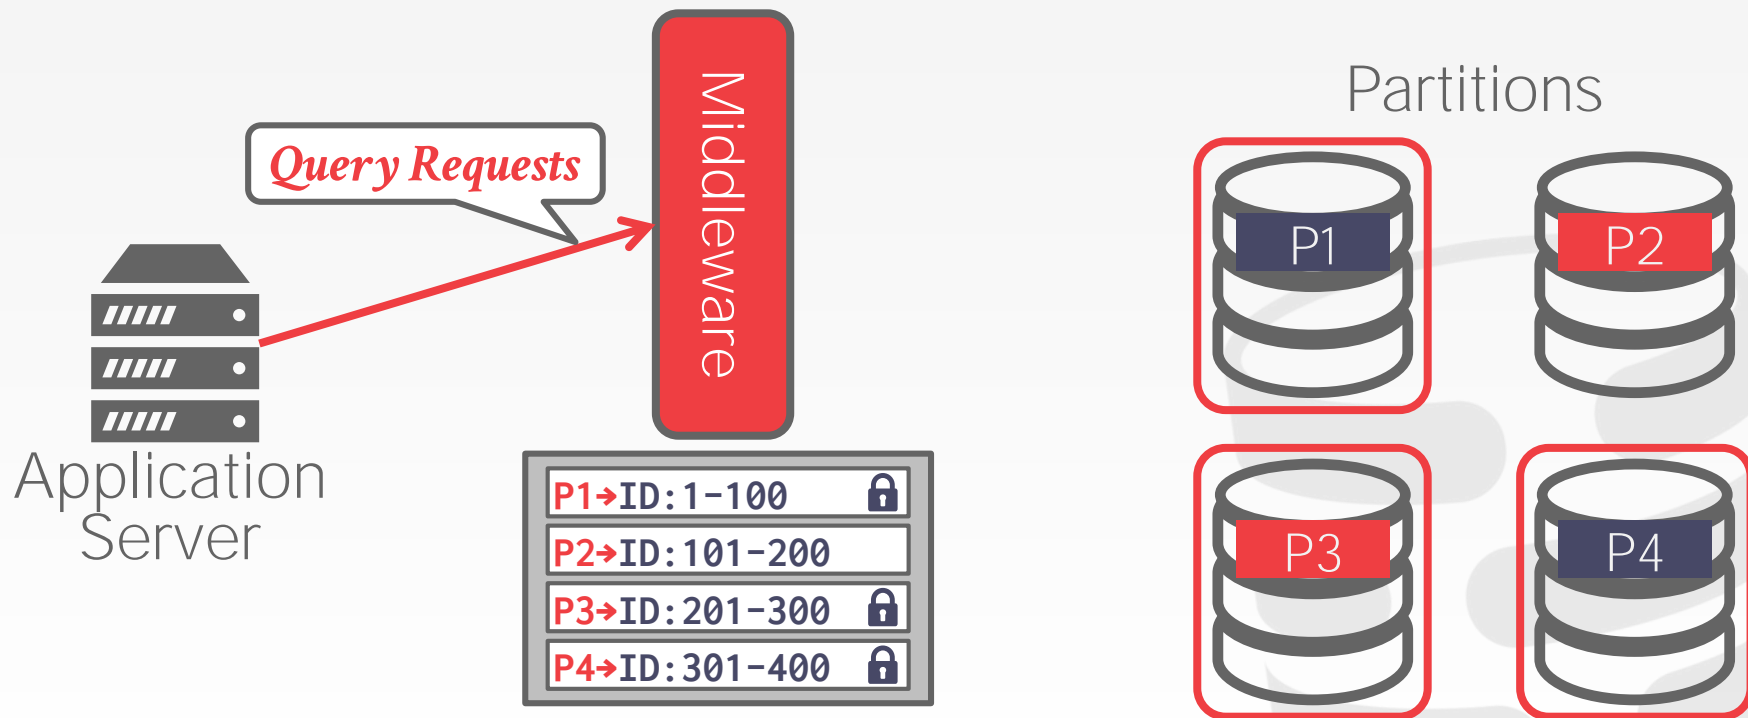 Query Requests
Middleware
Application
Server
P1→ID:1-100
P2→ID:101-200
P3→ID:201-300
P4→ID:301-400
Partitions
P1
P2
P3
P4